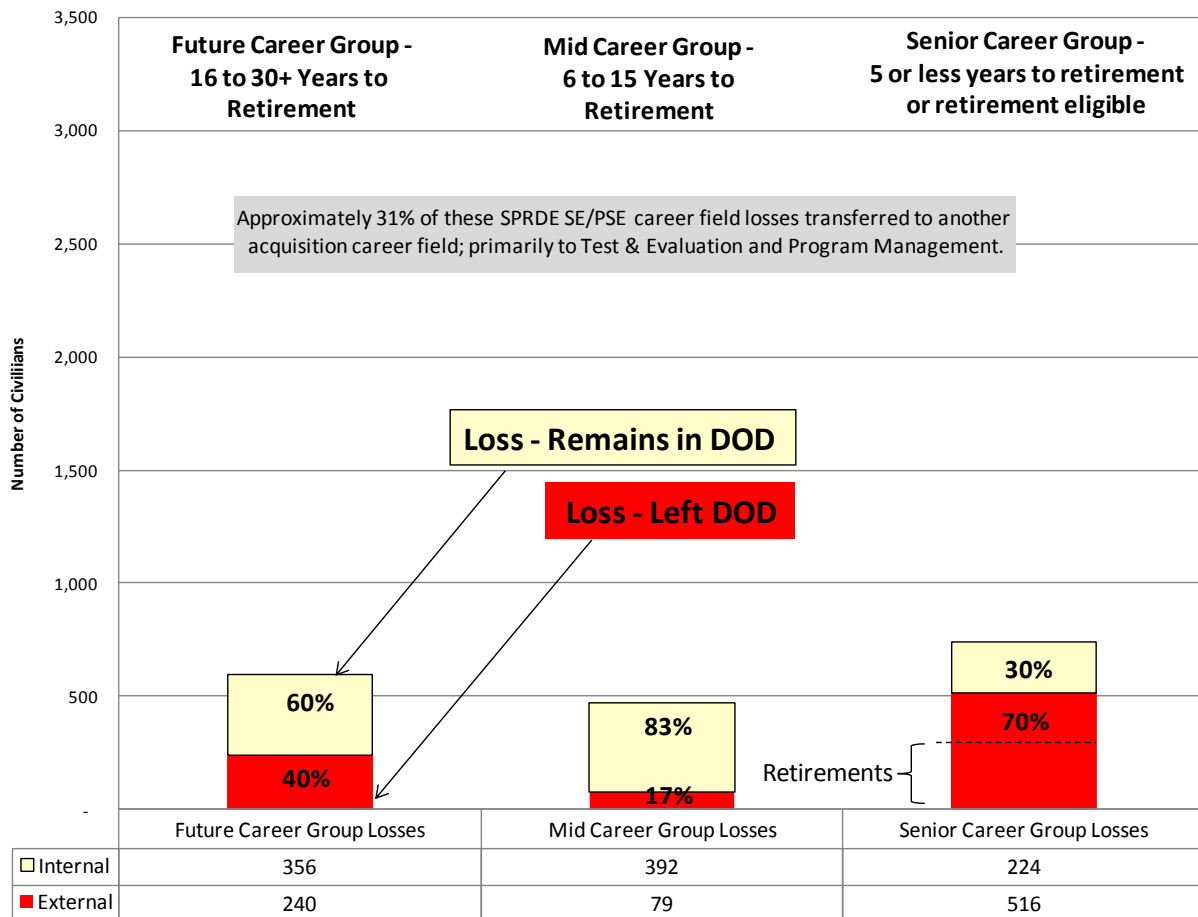 3,500
3,000
2,500
2,000
1,500
1,000
500
-
Number of Civiliians
Future Career Group -
16 to 30+ Years to
Retirement
Mid Career Group -
6 to 15 Years to
Retirement
Senior Career Group -
5 or less years to retirement
or retirement eligible
Approximately 31% of these SPRDE SE/PSE career field losses transferred to another
acquisition career field; primarily to Test & Evaluation and Program Management.
Loss - Remains in DOD
Loss - Left DOD
60%
40%
83%
17%
30%
70%
Retirements
Future Career Group Losses Mid Career Group Losses Senior Career Group Losses
Internal 356 392 224
External 240 79 516